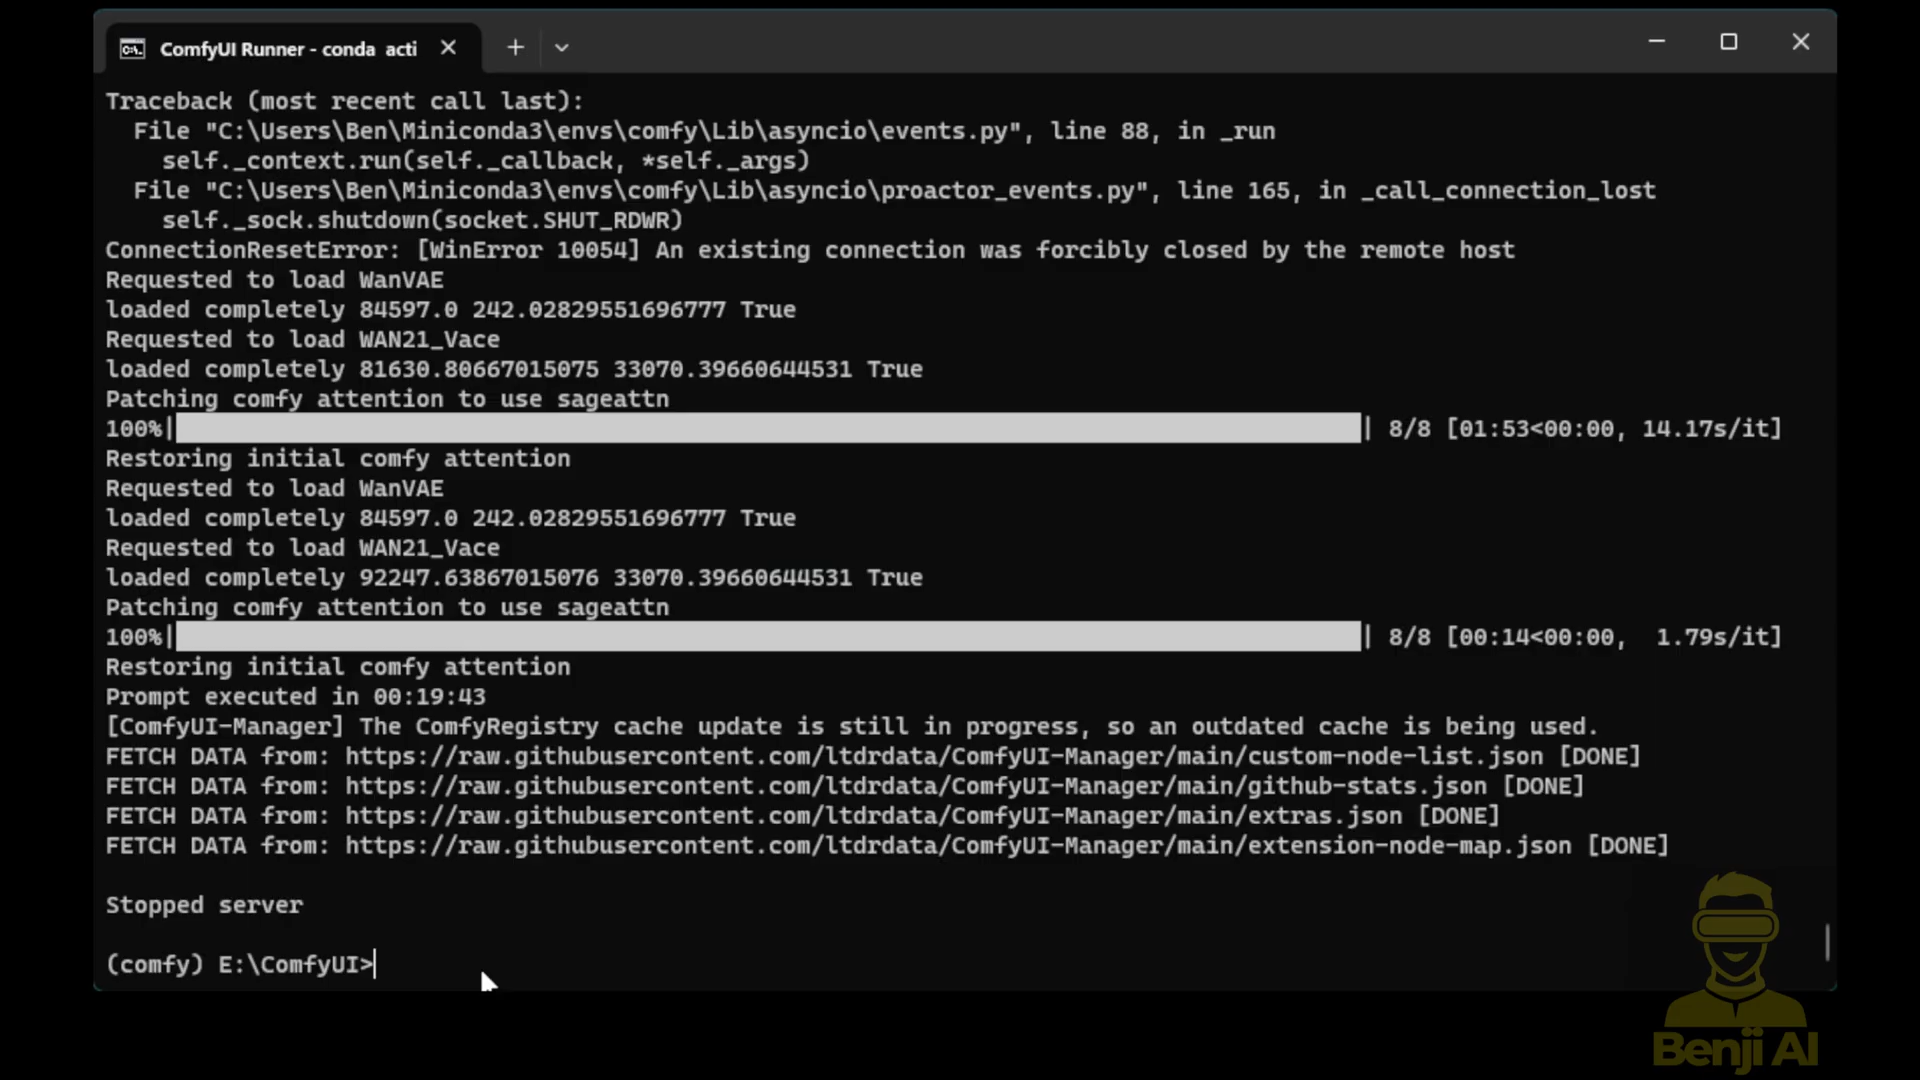 ComfyUI Runner - conda acti
Traceback (most recent call last):
File "C:\Users\Ben\Miniconda3\envs\comfy\Lib\asyncio\events.py", line 88, in _run
self._context.run(self._callback, *self._args)
File "C:\Users\Ben\Miniconda3\envs\comfy\Lib\asyncio\proactor_events.py", line 165, in _call_connection_lost
self._sock.shutdown(socket.SHUT_RDWR)
ConnectionResetError: [WinError 10054] An existing connection was forcibly closed by the remote host
Requested to load WanVAE
loaded completely 84597.0 242.02829551696777 True
Requested to load WAN21_Vace
loaded completely 81630.80667015075 33070.39660644531 True
Patching comfy attention to use sageattn
100%| | 8/8 [01:53<00:00, 14.17s/it]
Restoring initial comfy attention
Requested to load WanVAE
loaded completely 84597.0 242.02829551696777 True
Requested to load WAN21_Vace
loaded completely 92247.63867015076 33070.39660644531 True
Patching comfy attention to use sageattn
100%| | 8/8 [00:14<00:00, 1.79s/it]
Restoring initial comfy attention
Prompt executed in 00:19:43
[ComfyUI-Manager] The ComfyRegistry cache update is still in progress, so an outdated cache is being used.
FETCH DATA from: https://raw.githubusercontent.com/ltdrdata/ComfyUI-Manager/main/custom-node-list.json [DONE]
FETCH DATA from: https://raw.githubusercontent.com/ltdrdata/ComfyUI-Manager/main/github-stats.json [DONE]
FETCH DATA from: https://raw.githubusercontent.com/ltdrdata/ComfyUI-Manager/main/extras.json [DONE]
FETCH DATA from: https://raw.githubusercontent.com/ltdrdata/ComfyUI-Manager/main/extension-node-map.json [DONE]
Stopped server
(comfy) E:\ComfyUI>
Benji AI